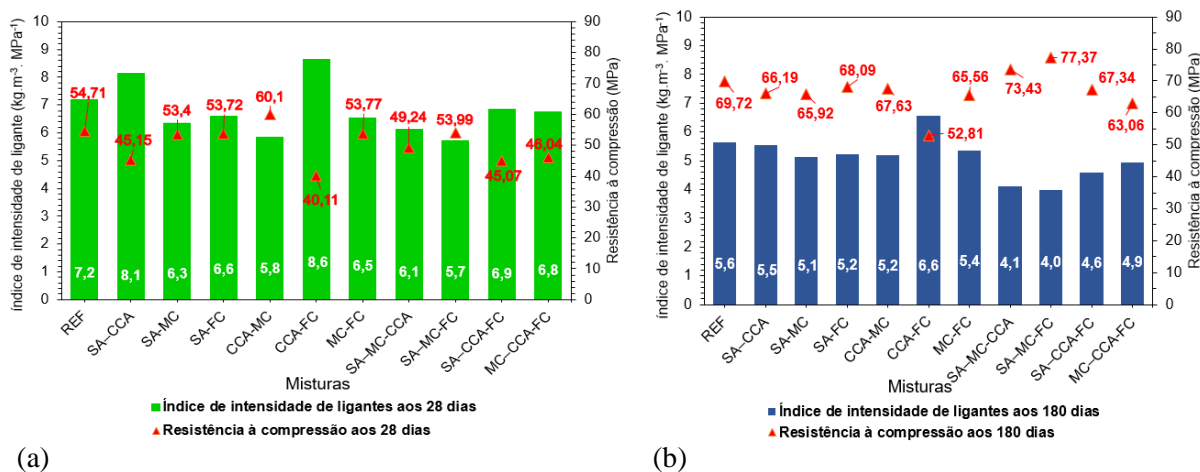 Índice de intensidade de ligante (kg.m⁻³. MPa⁻¹)
10
9
8
7
6
5
4
3
2
1
0
54,71
45,15
53,4
53,72
60,1
40,11
53,77
49,24
53,99
45,07
46,04
7,2
8,1
6,3
6,6
5,8
8,6
6,5
6,1
5,7
6,9
6,8
90
80
70
60
50
40
30
20
10
0
Resistência à compressão (MPa)
REF
SA–CCA
SA-MC
SA-FC
CCA-MC
CCA-FC
MC-FC
SA–MC-CCA
SA–MC-FC
SA–CCA-FC
MC–CCA-FC
Misturas
Índice de intensidade de ligantes aos 28 dias
Resistência à compressão aos 28 dias
(a)
índice de intensidade de ligante (kg.m⁻³. MPa⁻¹)
10
9
8
7
6
5
4
3
2
1
0
69,72
66,19
65,92
68,09
67,63
52,81
65,56
73,43
77,37
67,34
63,06
5,6
5,5
5,1
5,2
5,2
6,6
5,4
4,1
4,0
4,6
4,9
90
80
70
60
50
40
30
20
10
0
Resistência à compressão (MPa)
REF
SA–CCA
SA-MC
SA-FC
CCA-MC
CCA-FC
MC-FC
SA–MC-CCA
SA–MC-FC
SA–CCA-FC
MC–CCA-FC
Misturas
Índice de intensidade de ligantes aos 180 dias
Resistência à compressão aos 180 dias
(b)